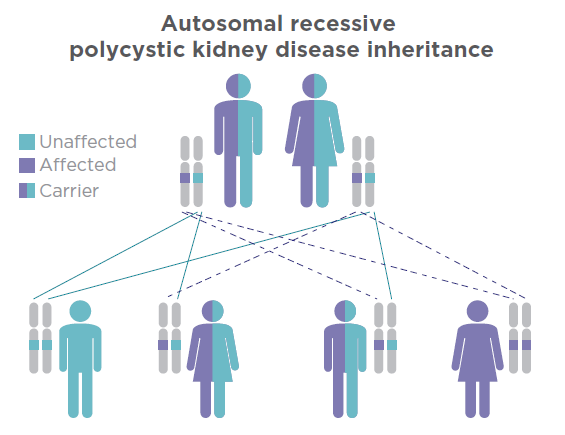 Autosomal recessive
polycystic kidney disease inheritance
Unaffected
Affected
Carrier